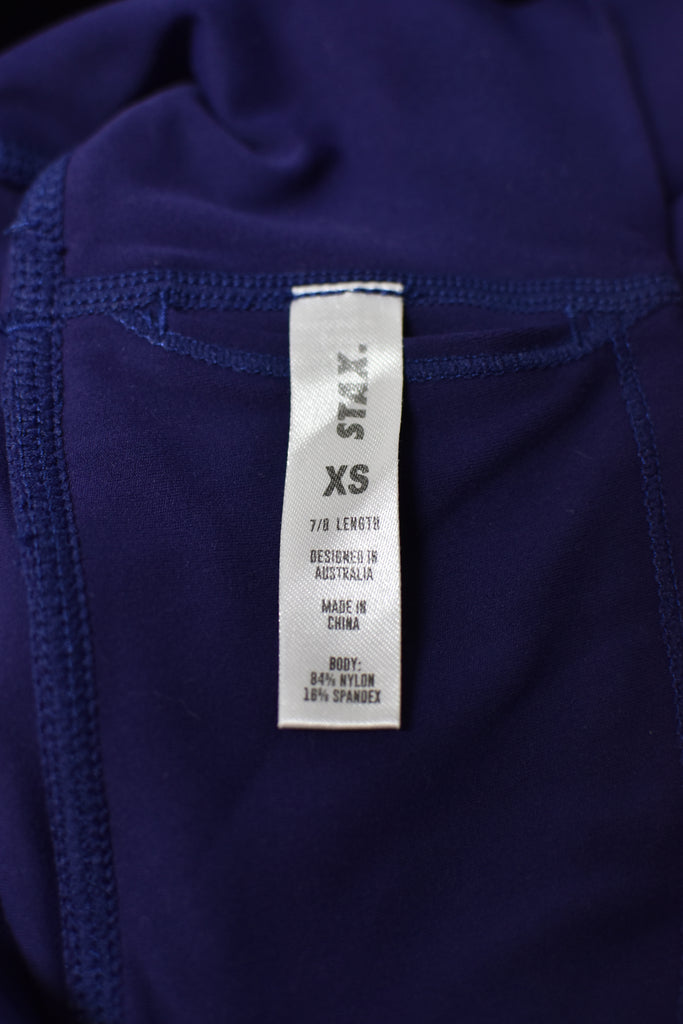 STAX.
XS
7/8 LENGTH
DESIGNED IN
AUSTRALIA
MADE IN
CHINA
BODY:
84% NYLON
16% SPANDEX